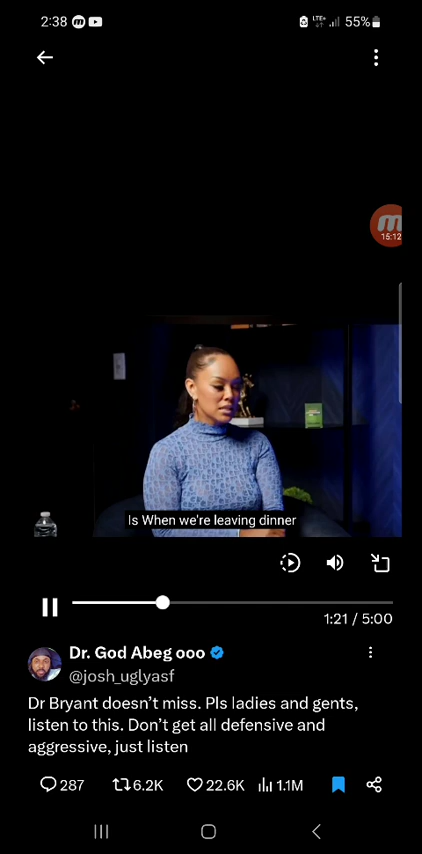 2:38
LTE+
55%
15:12
Is When we're leaving dinner
1:21 / 5:00
Dr. God Abeg ooo
@josh_uglyasf
Dr Bryant doesn’t miss. Pls ladies and gents,
listen to this. Don’t get all defensive and
aggressive, just listen
287 6.2K 22.6K 1.1M